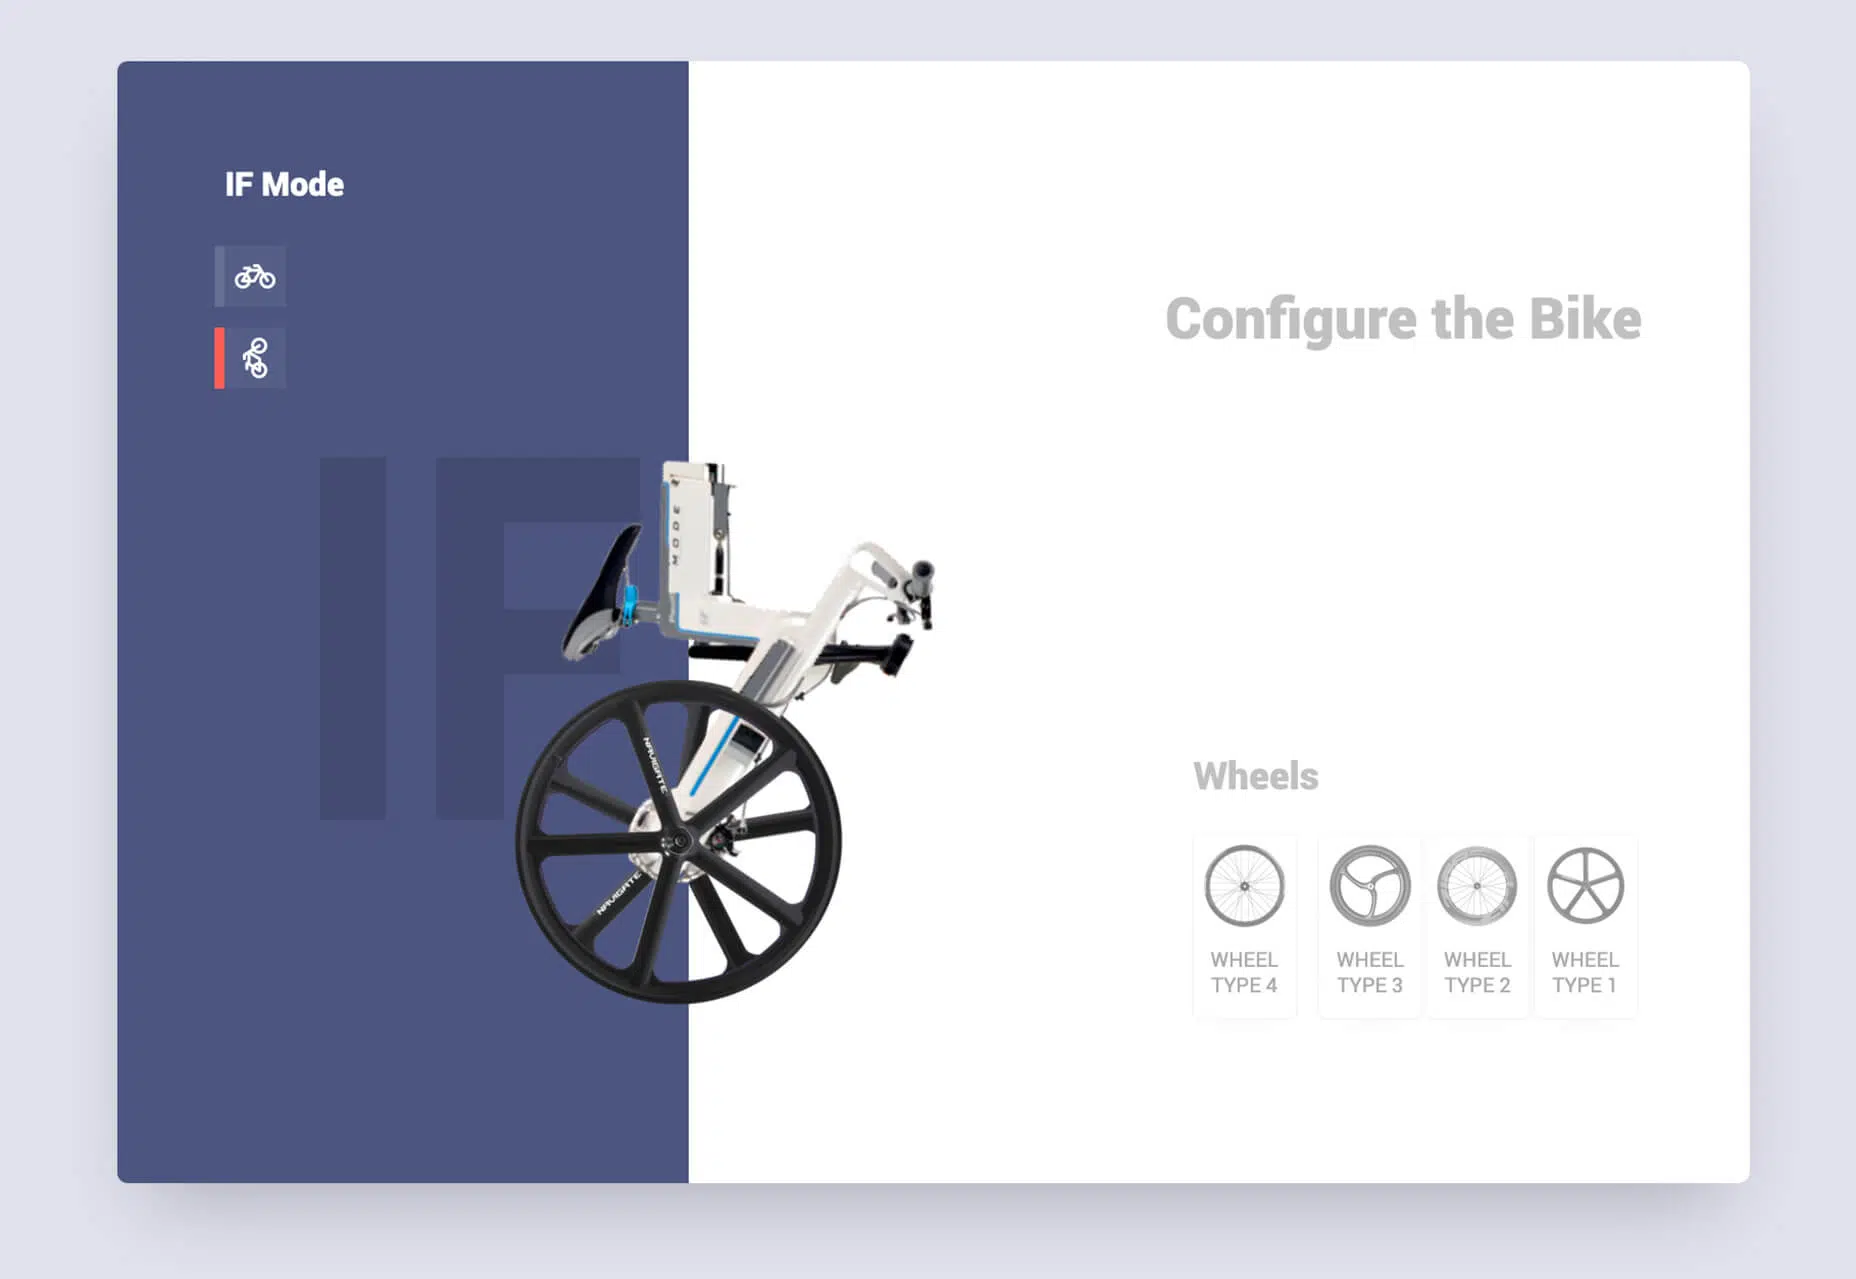 IF Mode
Configure the Bike
IF
MODE
IF
NAVIGATE
NAVIGATE
Wheels
WHEEL
TYPE 4
WHEEL
TYPE 3
WHEEL
TYPE 2
WHEEL
TYPE 1